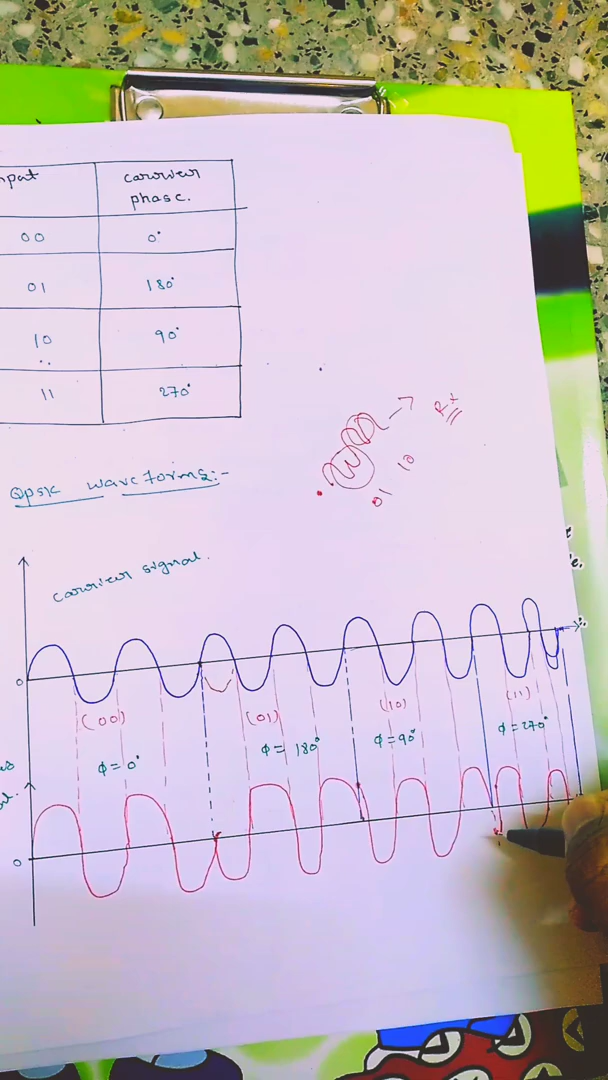 carrier
phase.
00 0°
01 180°
10 90°
11 270°
Rx
01 10
Qpsk waveforms:-
carrier signal.
0
(00) (01) (10) (11)
ϕ=0° ϕ= 180° ϕ=90° ϕ=270°
0